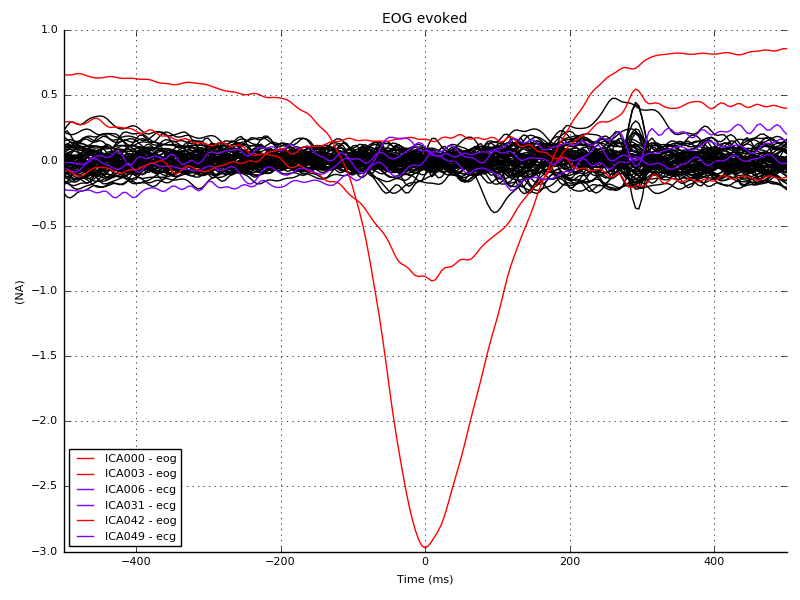 EOG evoked
1.0
0.5
0.0
−0.5
−1.0
−1.5
−2.0
−2.5
−3.0
(NA)
ICA000 - eog
ICA003 - eog
ICA006 - ecg
ICA031 - ecg
ICA042 - eog
ICA049 - ecg
−400 −200 0 200 400
Time (ms)